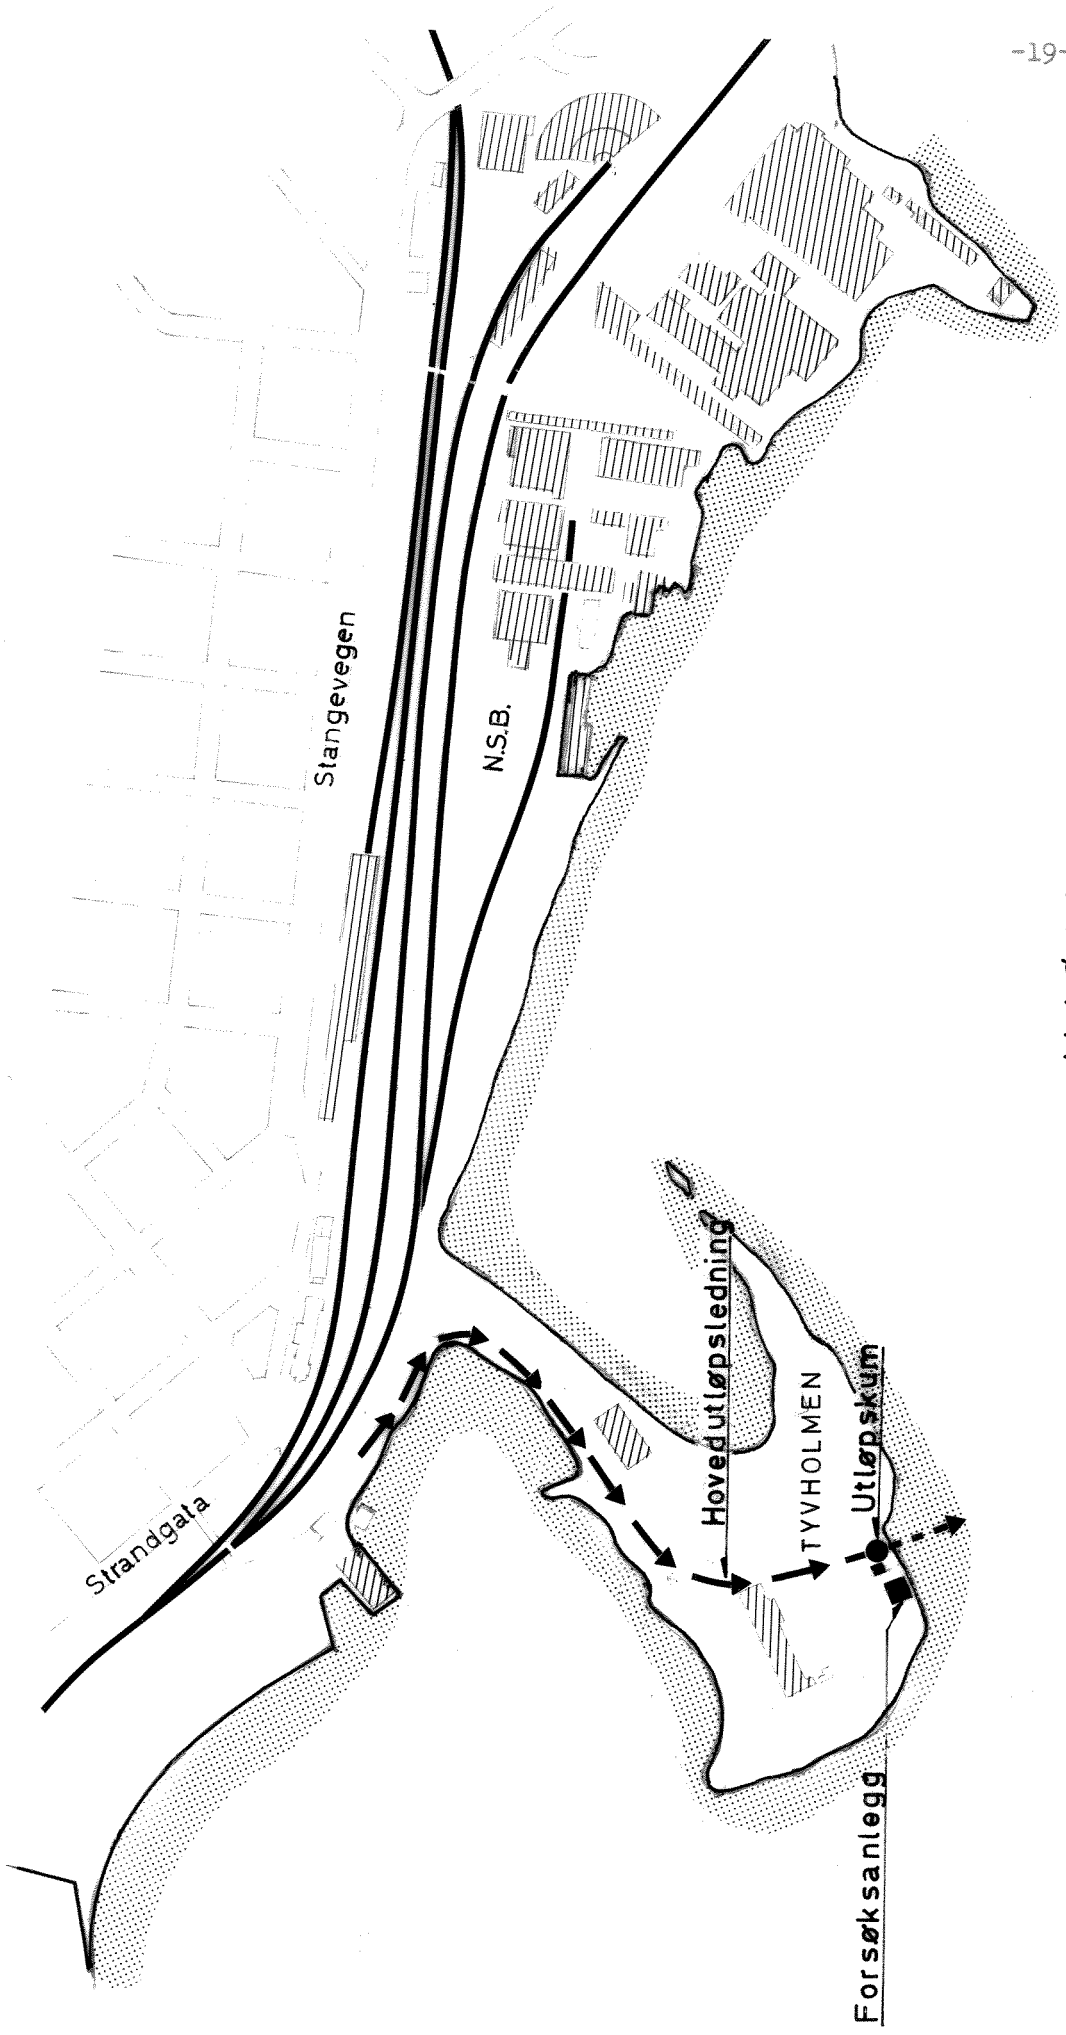 -19-
Stangevegen
N.S.B.
Strandgata
Hovedutløpsledning
TYVHOLMEN
Utløpskum
Forsøksanlegg